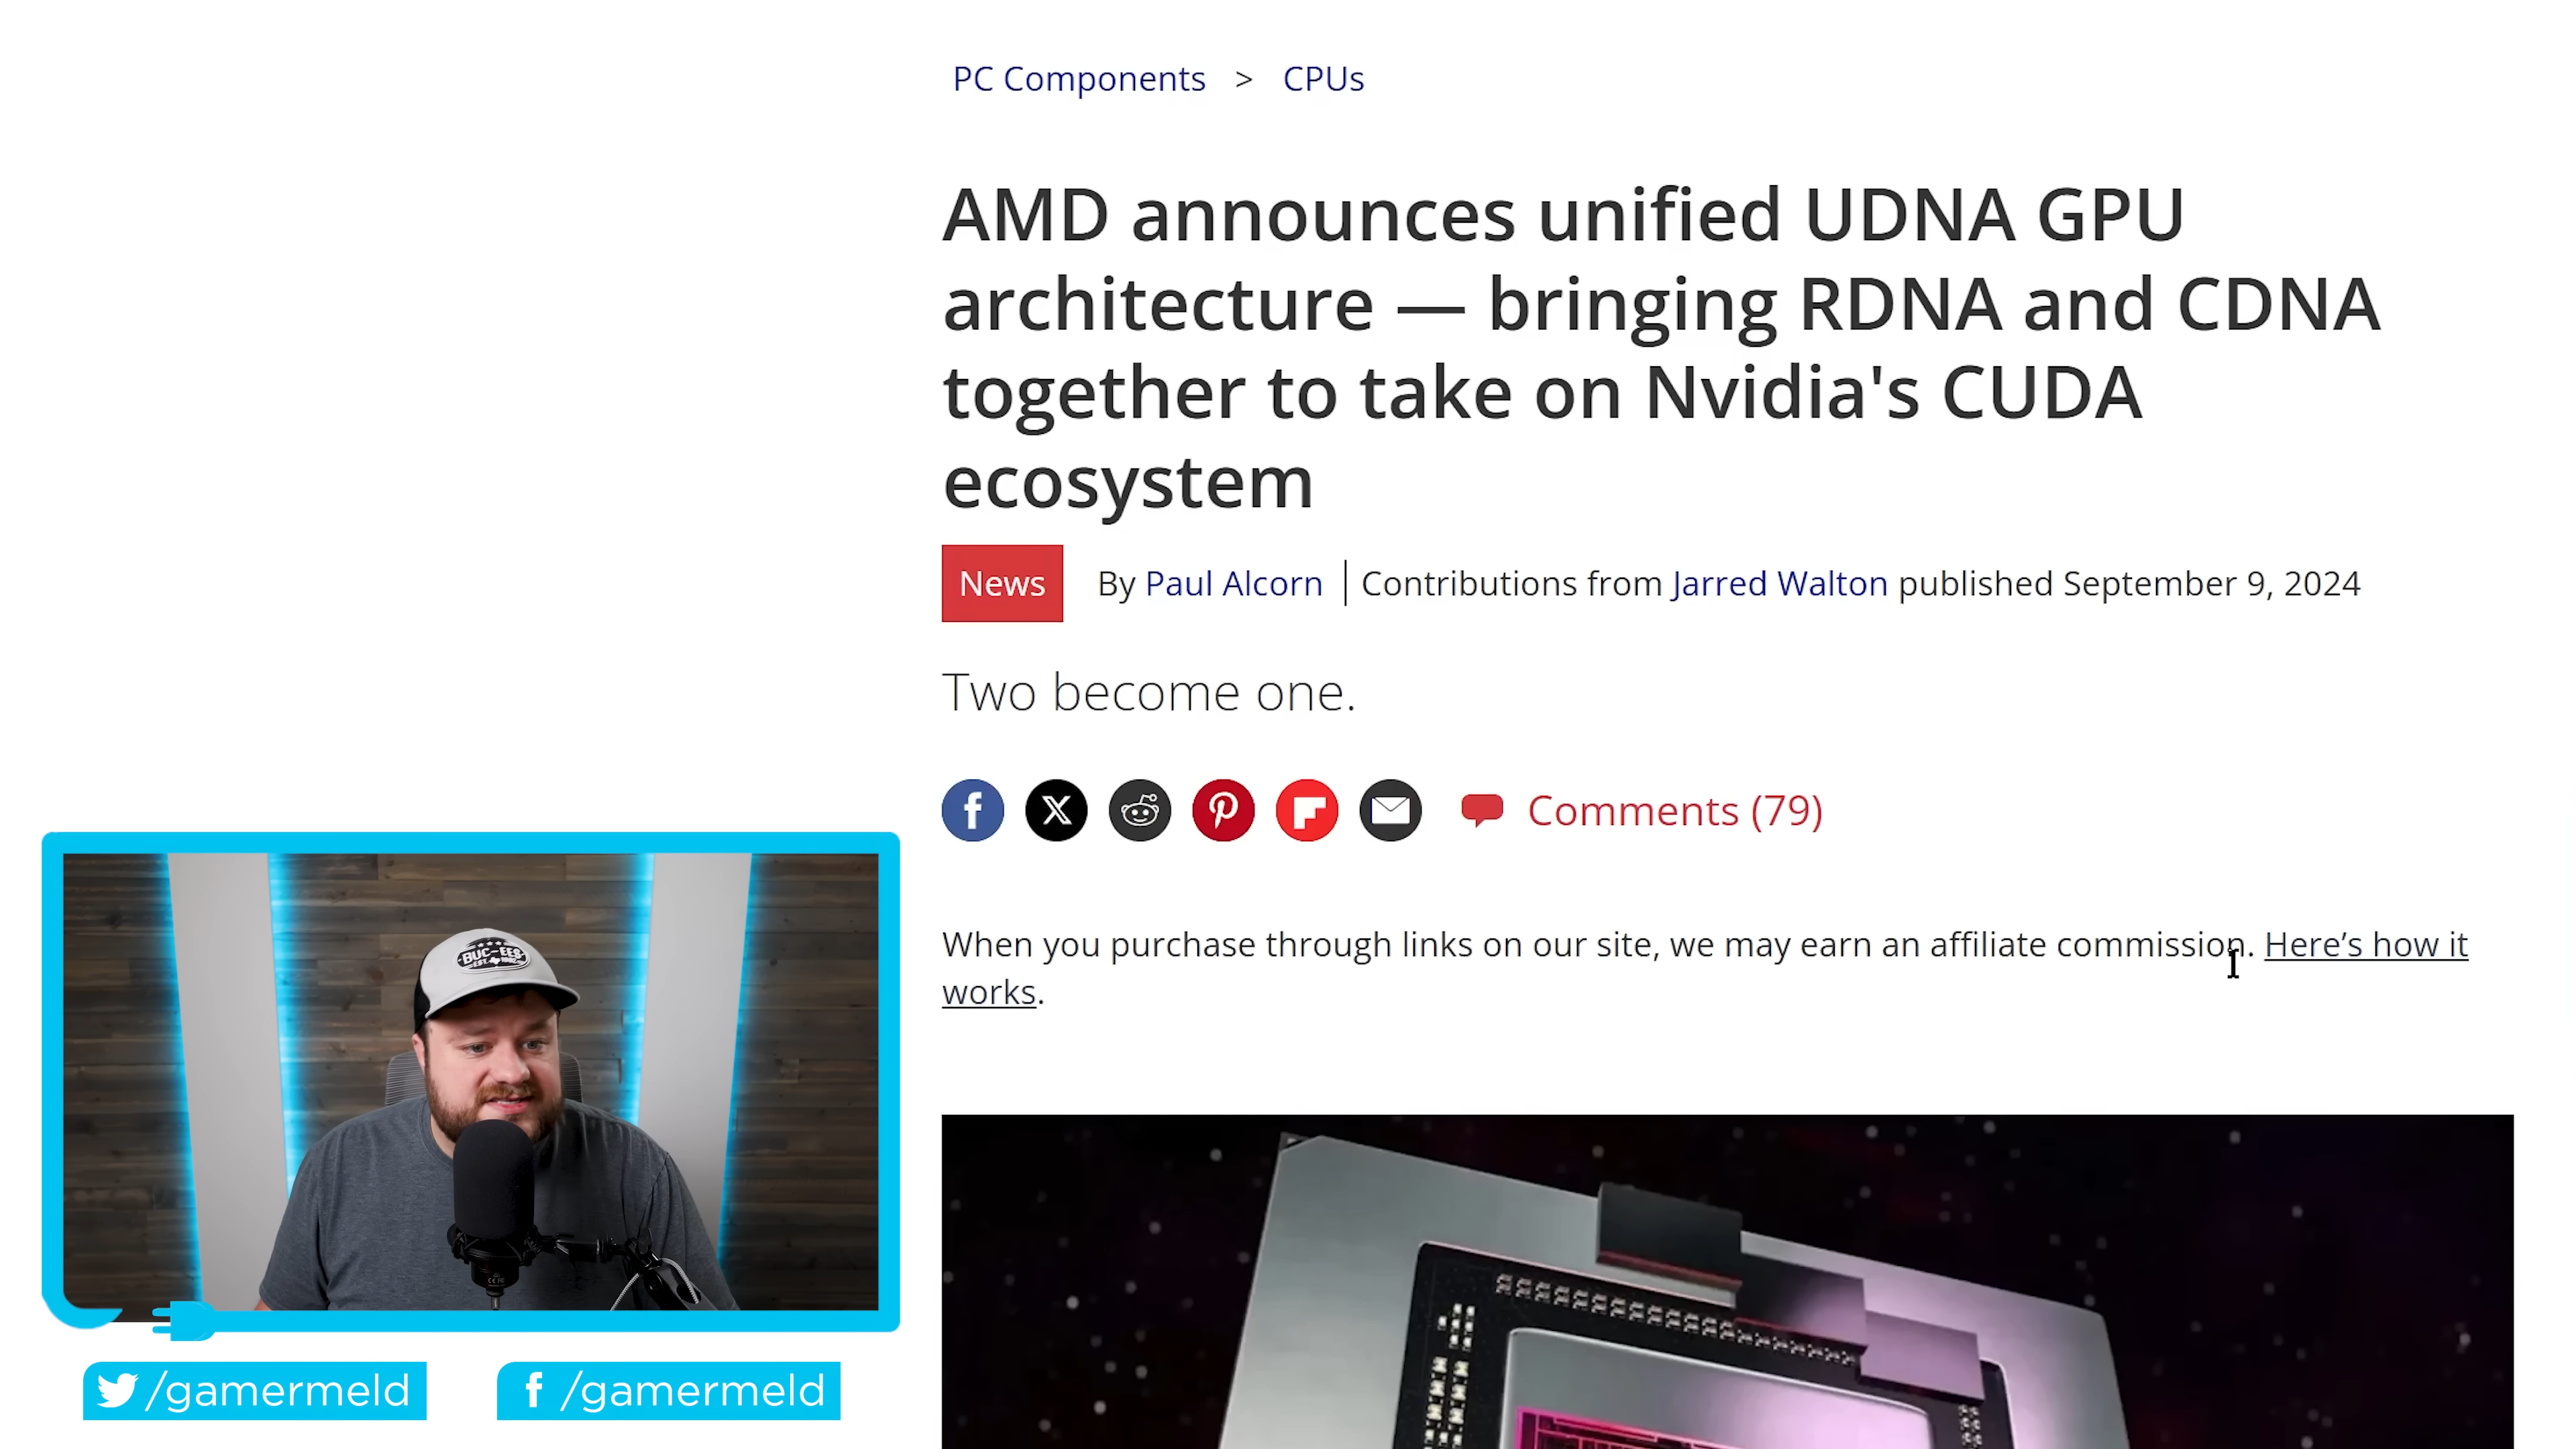 PC Components > CPUs
AMD announces unified UDNA GPU
architecture — bringing RDNA and CDNA
together to take on Nvidia's CUDA
ecosystem
News By Paul Alcorn | Contributions from Jarred Walton published September 9, 2024
Two become one.
Comments (79)
When you purchase through links on our site, we may earn an affiliate commission. Here’s how it
works.
BUC-EE'S
/gamermeld
/gamermeld